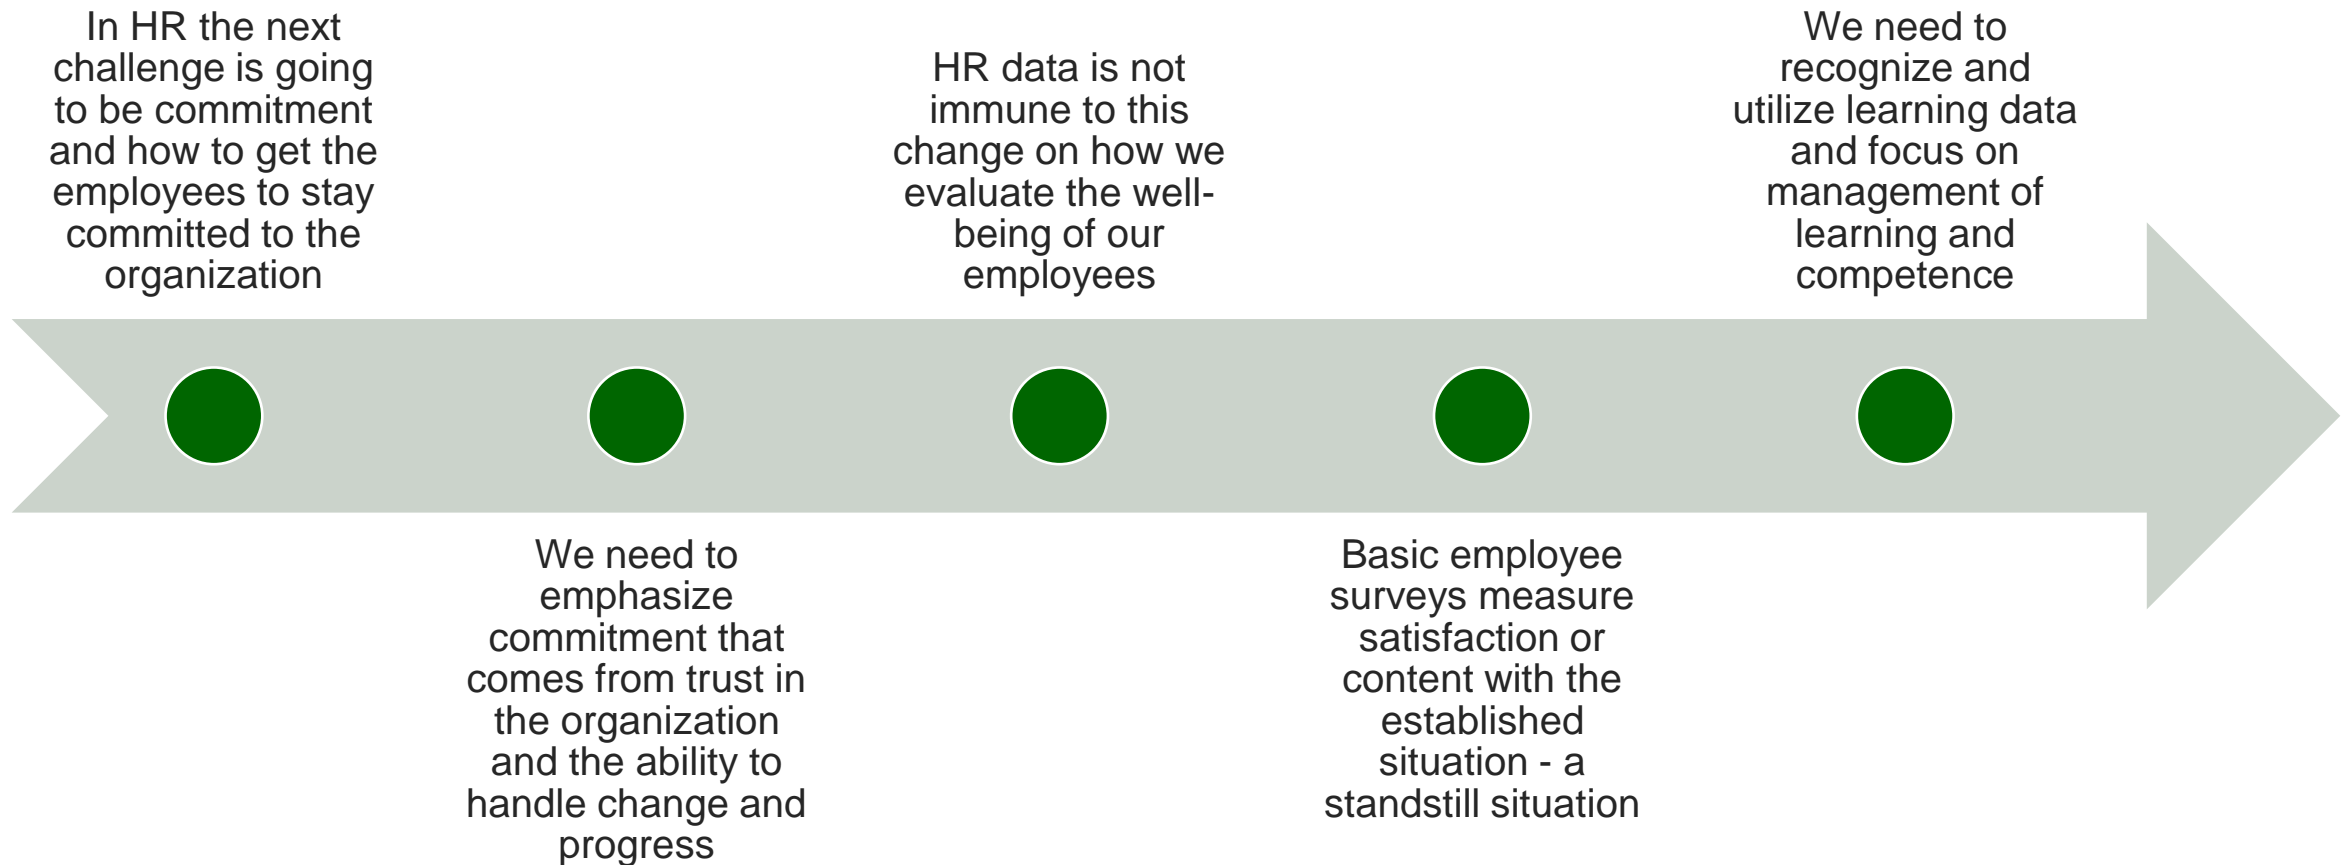 In HR the next
challenge is going
to be commitment
and how to get the
employees to stay
committed to the
organization
We need to
emphasize
commitment that
comes from trust in
the organization
and the ability to
handle change and
progress
HR data is not
immune to this
change on how we
evaluate the well-
being of our
employees
Basic employee
surveys measure
satisfaction or
content with the
established
situation - a
standstill situation
We need to
recognize and
utilize learning data
and focus on
management of
learning and
competence